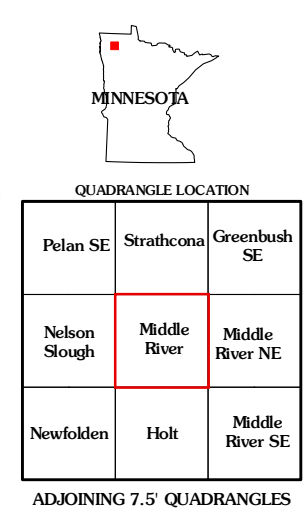 MINNESOTA
QUADRANGLE LOCATION
Pelan SE
Strathcona
Greenbush
SE
Nelson
Slough
Middle
River
Middle
River NE
Newfolden
Holt
Middle
River SE
ADJOINING 7.5' QUADRANGLES